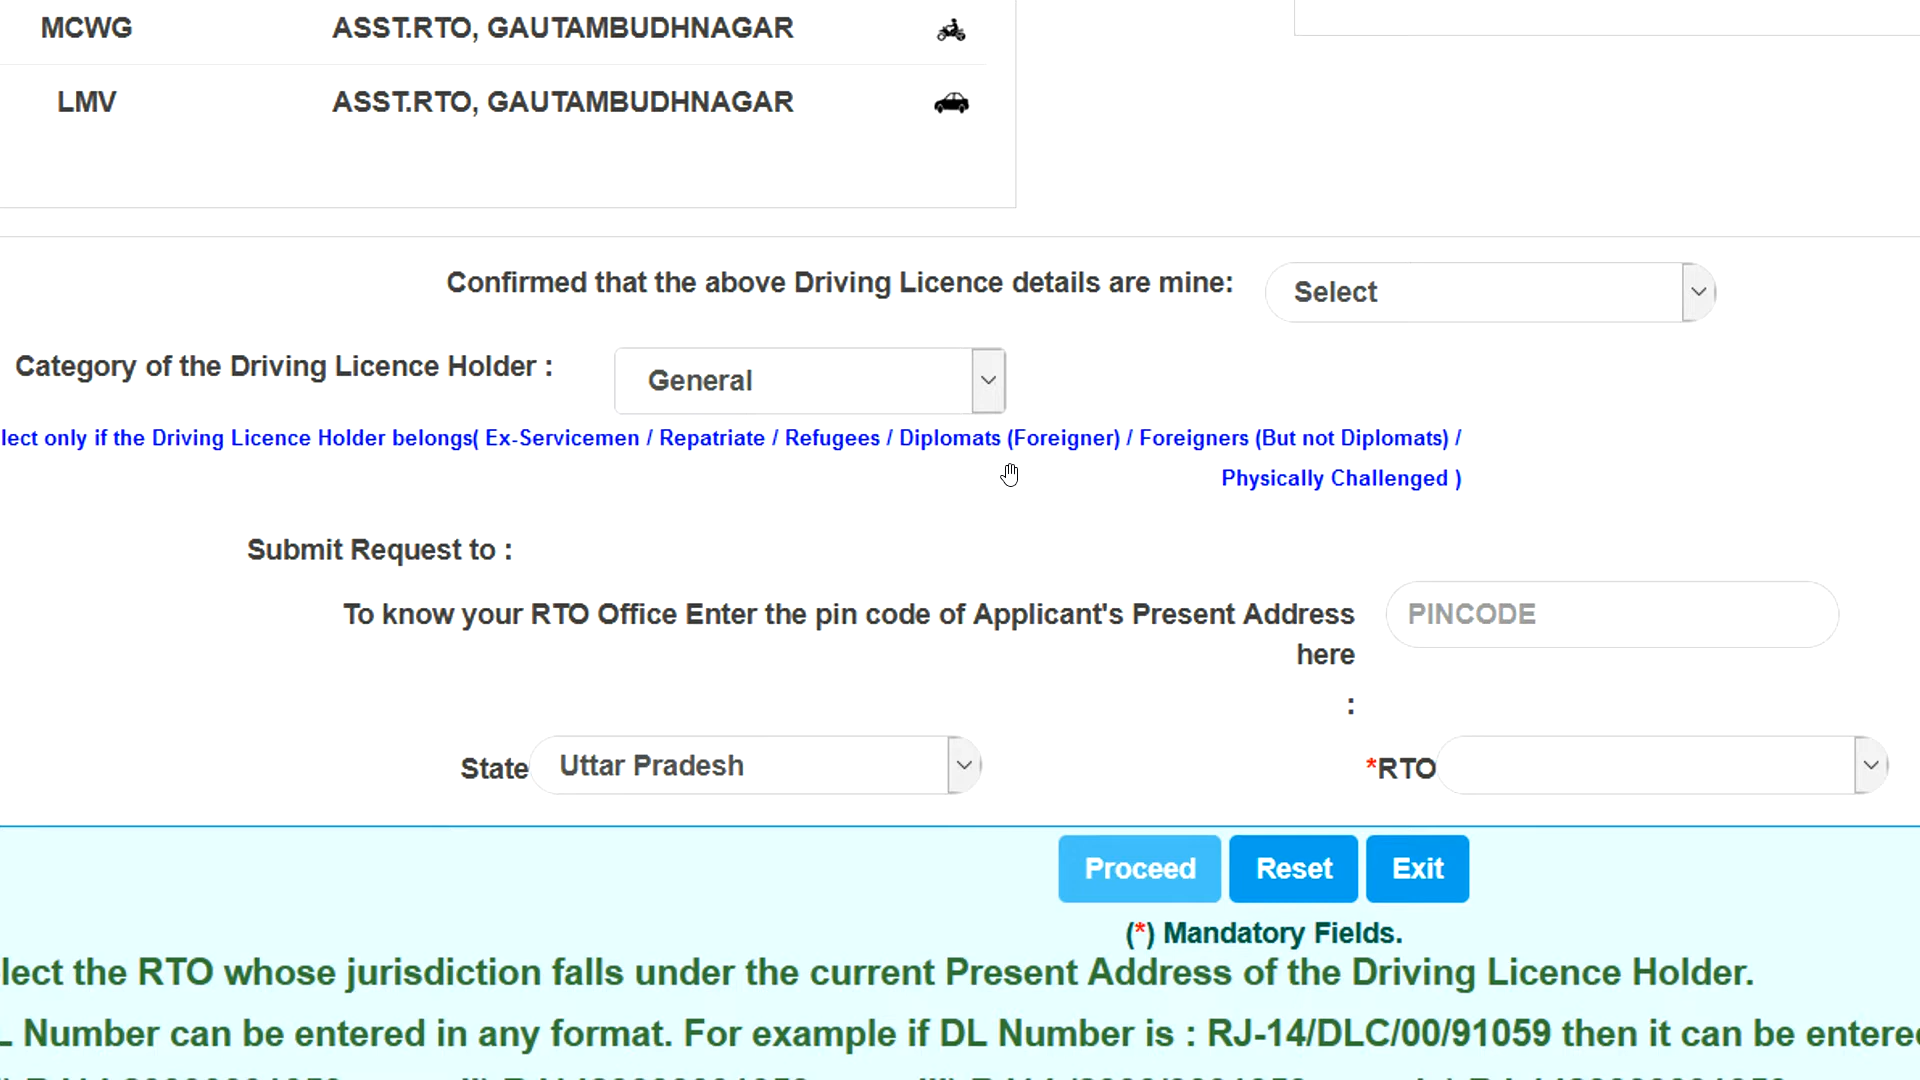 MCWG ASST.RTO, GAUTAMBUDHNAGAR
LMV ASST.RTO, GAUTAMBUDHNAGAR
Confirmed that the above Driving Licence details are mine: Select
Category of the Driving Licence Holder : General
lect only if the Driving Licence Holder belongs( Ex-Servicemen / Repatriate / Refugees / Diplomats (Foreigner) / Foreigners (But not Diplomats) /
Physically Challenged )
Submit Request to :
To know your RTO Office Enter the pin code of Applicant's Present Address PINCODE
here
:
State Uttar Pradesh *RTO
Proceed Reset Exit
(*) Mandatory Fields.
lect the RTO whose jurisdiction falls under the current Present Address of the Driving Licence Holder.
L Number can be entered in any format. For example if DL Number is : RJ-14/DLC/00/91059 then it can be entered